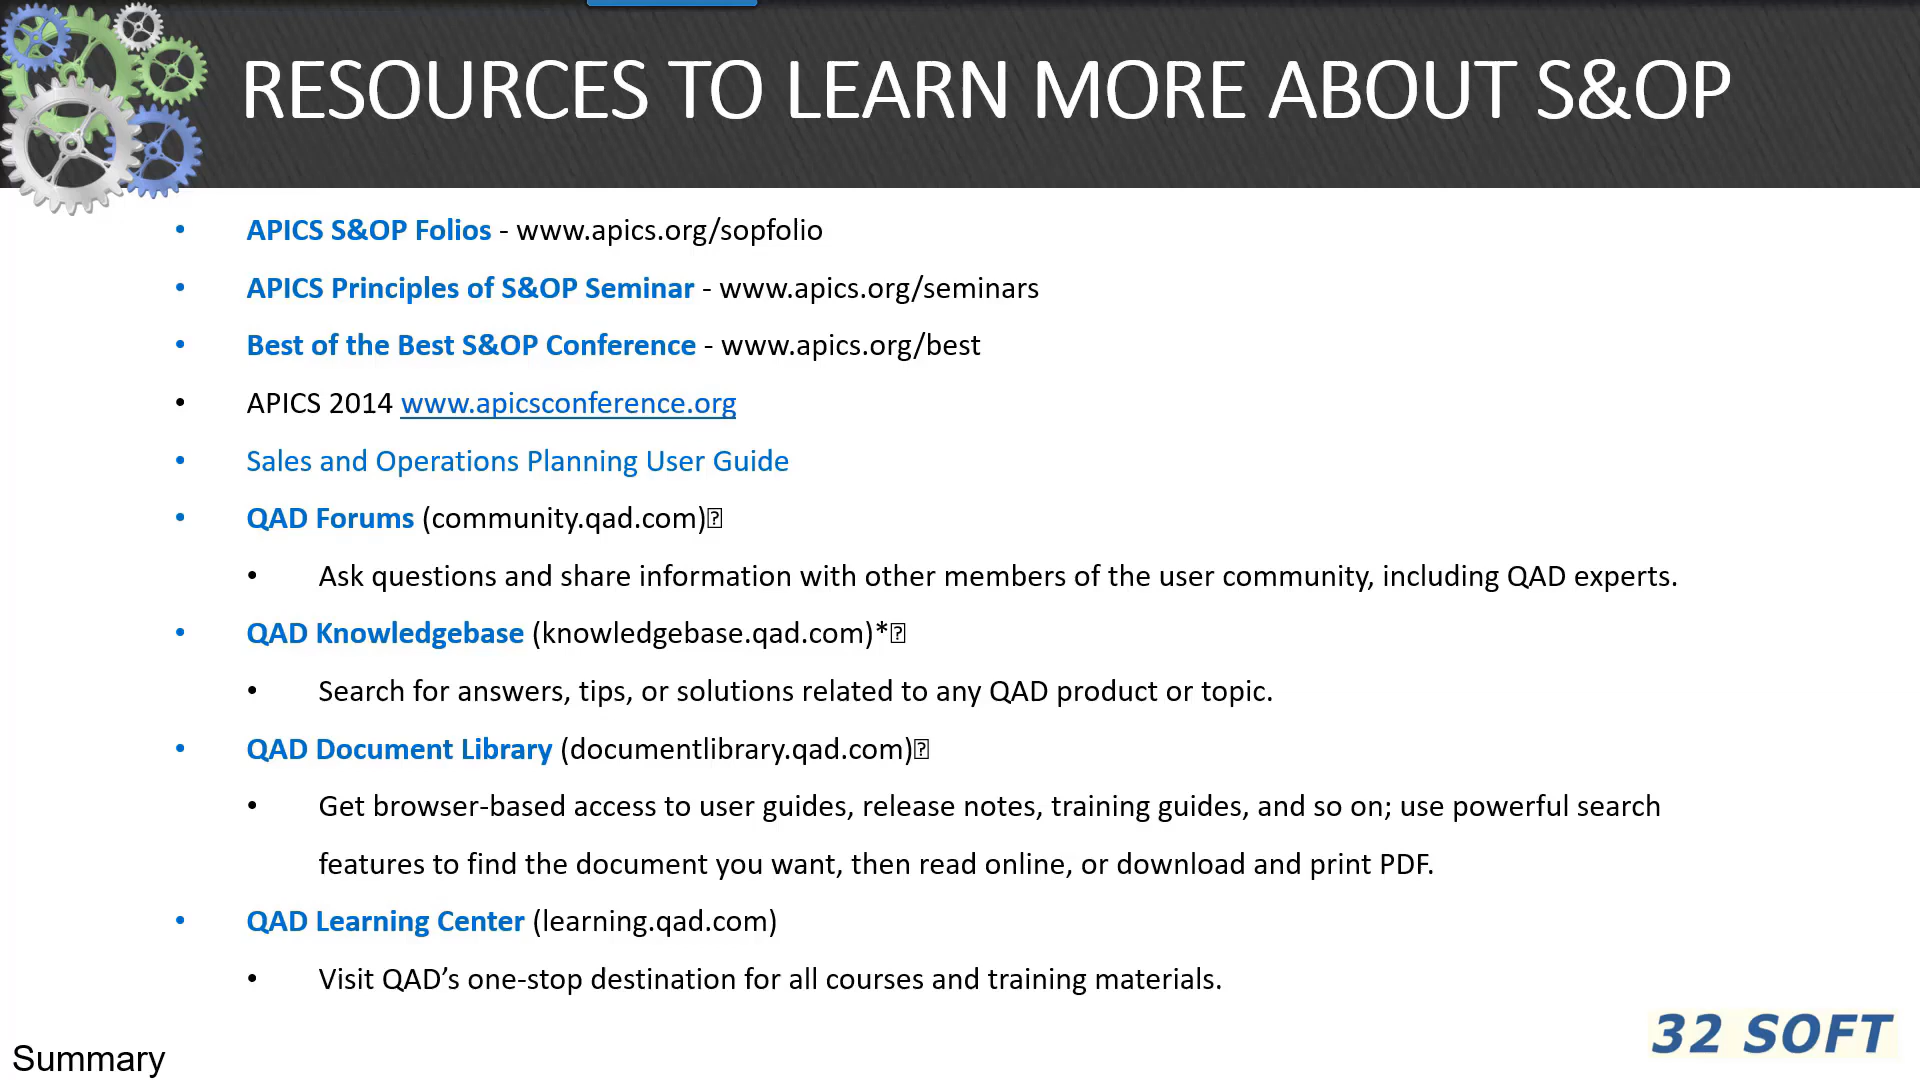 RESOURCES TO LEARN MORE ABOUT S&OP
• APICS S&OP Folios - www.apics.org/sopfolio
• APICS Principles of S&OP Seminar - www.apics.org/seminars
• Best of the Best S&OP Conference - www.apics.org/best
• APICS 2014 www.apicsconference.org
• Sales and Operations Planning User Guide
• QAD Forums (community.qad.com)⍰
• Ask questions and share information with other members of the user community, including QAD experts.
• QAD Knowledgebase (knowledgebase.qad.com)*⍰
• Search for answers, tips, or solutions related to any QAD product or topic.
• QAD Document Library (documentlibrary.qad.com)⍰
• Get browser-based access to user guides, release notes, training guides, and so on; use powerful search
features to find the document you want, then read online, or download and print PDF.
• QAD Learning Center (learning.qad.com)
• Visit QAD’s one-stop destination for all courses and training materials.
32 SOFT
Summary